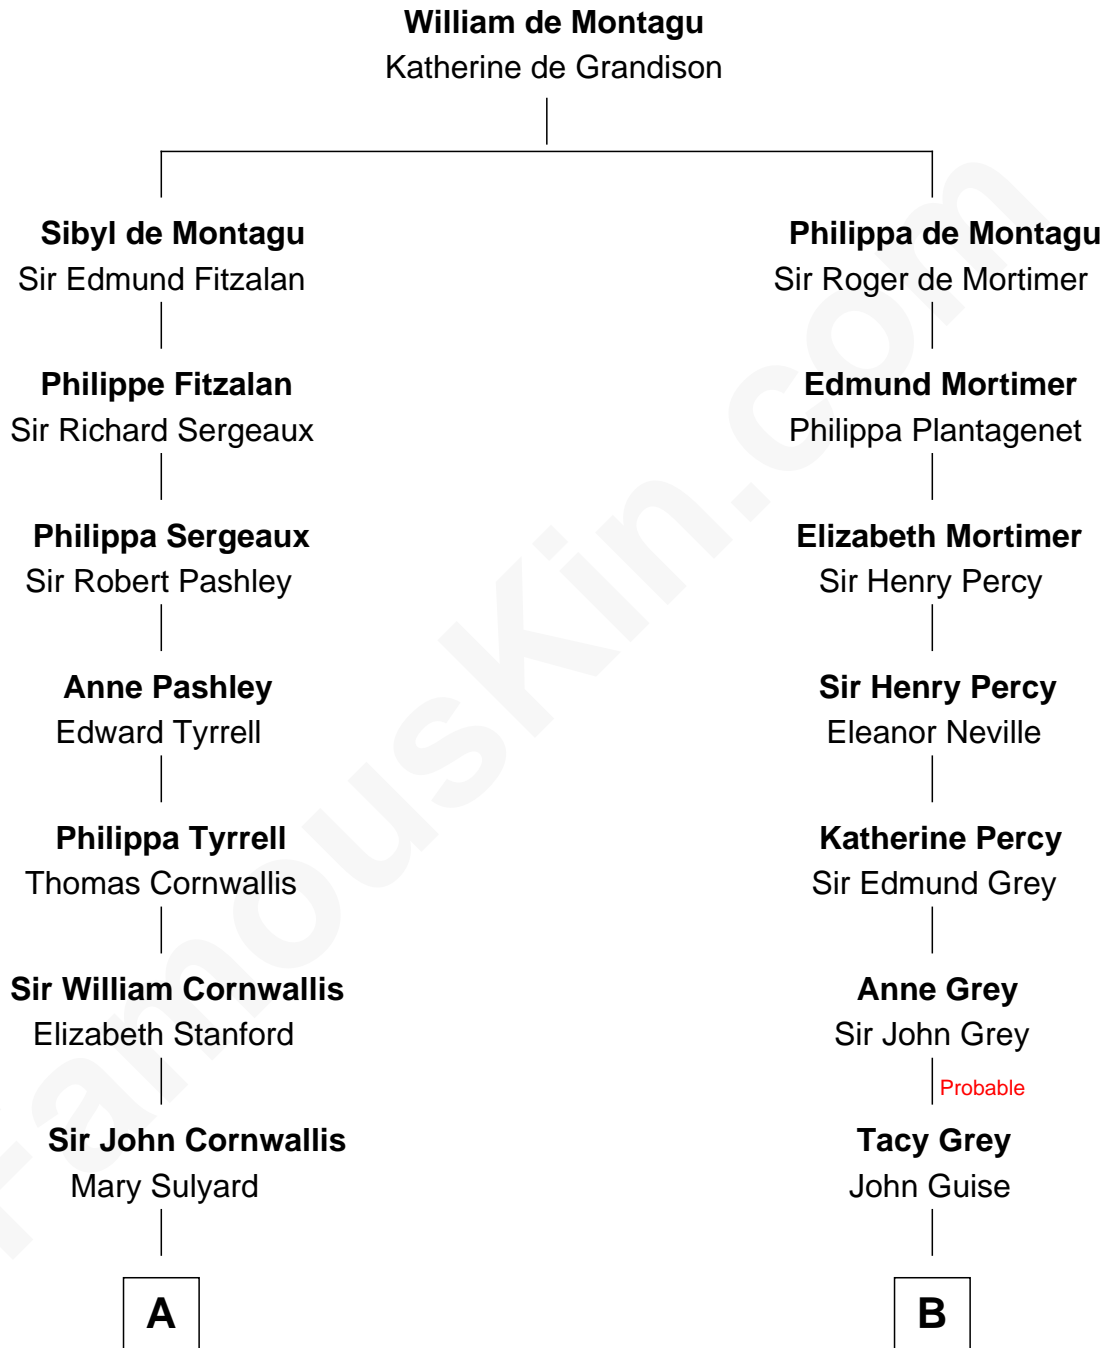 William de Montagu
Katherine de Grandison
Sibyl de Montagu
Sir Edmund Fitzalan
Philippa de Montagu
Sir Roger de Mortimer
Philippe Fitzalan
Sir Richard Sergeaux
Edmund Mortimer
Philippa Plantagenet
Philippa Sergeaux
Sir Robert Pashley
Elizabeth Mortimer
Sir Henry Percy
Anne Pashley
Edward Tyrrell
Sir Henry Percy
Eleanor Neville
Philippa Tyrrell
Thomas Cornwallis
Katherine Percy
Sir Edmund Grey
Sir William Cornwallis
Elizabeth Stanford
Anne Grey
Sir John Grey
Probable
Sir John Cornwallis
Mary Sulyard
Tacy Grey
John Guise
A
B
FamousKin.com